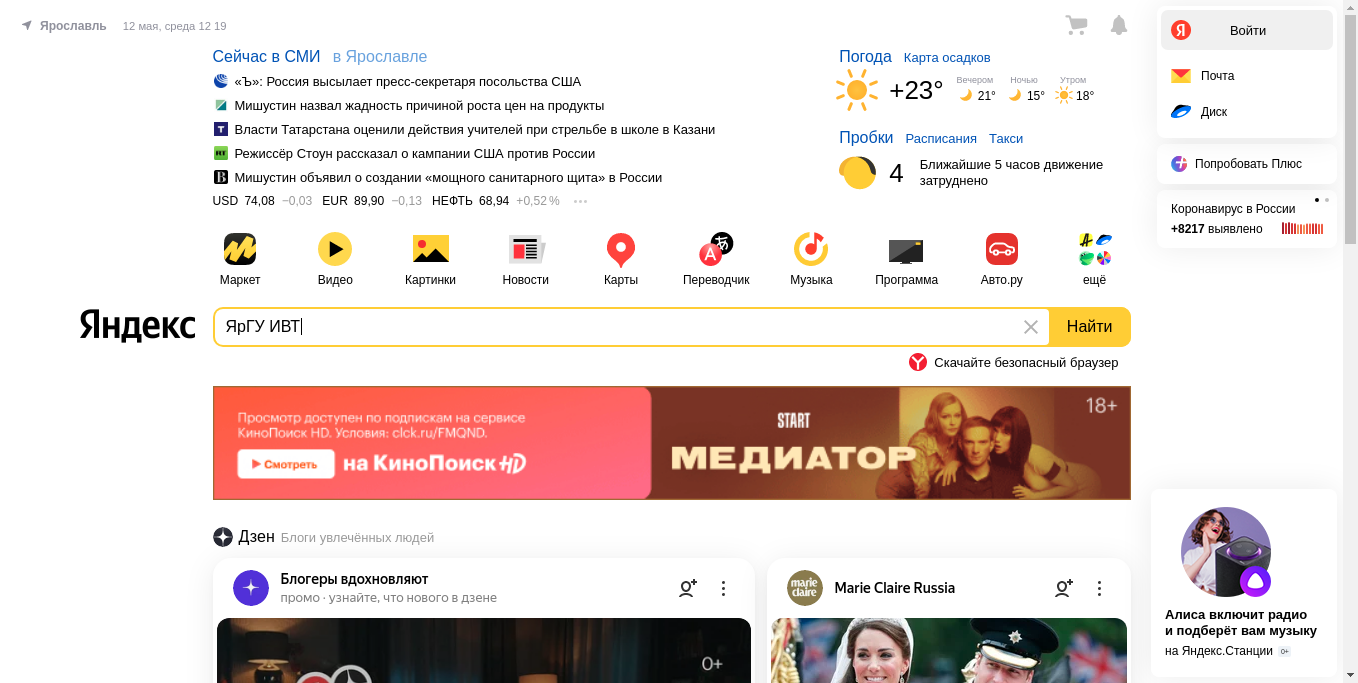 Ярославль 12 мая, среда 12 19
Сейчас в СМИ в Ярославле
«Ъ»: Россия высылает пресс-секретаря посольства США
Мишустин назвал жадность причиной роста цен на продукты
Власти Татарстана оценили действия учителей при стрельбе в школе в Казани
Режиссёр Стоун рассказал о кампании США против России
Мишустин объявил о создании «мощного санитарного щита» в России
USD 74,08 −0,03 EUR 89,90 −0,13 НЕФТЬ 68,94 +0,52 %
Погода Карта осадков
+23° Вечером 21° Ночью 15° Утром 18°
Пробки Расписания Такси
4 Ближайшие 5 часов движение
затруднено
Я Войти
Почта
Диск
Попробовать Плюс
Коронавирус в России
+8217 выявлено
Маркет Видео Картинки Новости Карты Переводчик Музыка Программа Авто.ру ещё
Яндекс ЯрГУ ИВТ Найти
Скачайте безопасный браузер
Просмотр доступен по подпискам на сервисе
КиноПоиск HD. Условия: clck.ru/FMQND.
Смотреть на КиноПоиск HD
START
МЕДИАТОР
18+
Дзен Блоги увлечённых людей
Блогеры вдохновляют
промо · узнайте, что нового в дзене
0+
marie
claire
Marie Claire Russia
Алиса включит радио
и подберёт вам музыку
на Яндекс.Станции 0+